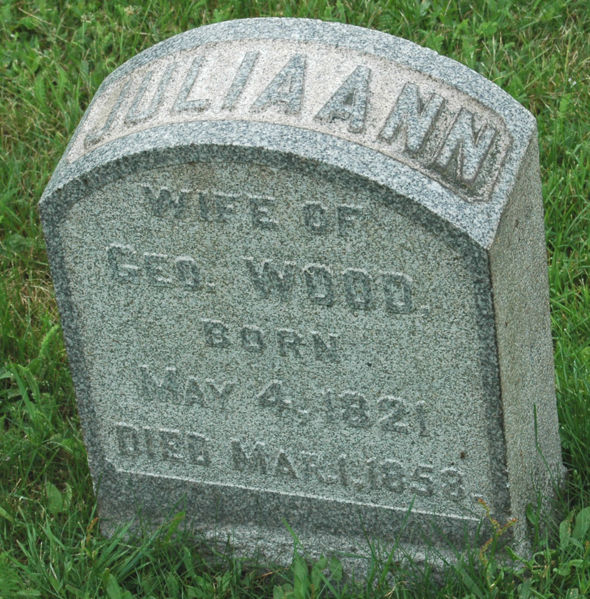 JULIA ANN
WIFE OF
GEO. WOOD.
BORN
MAY 4, 1821
DIED MAR.1,1858.